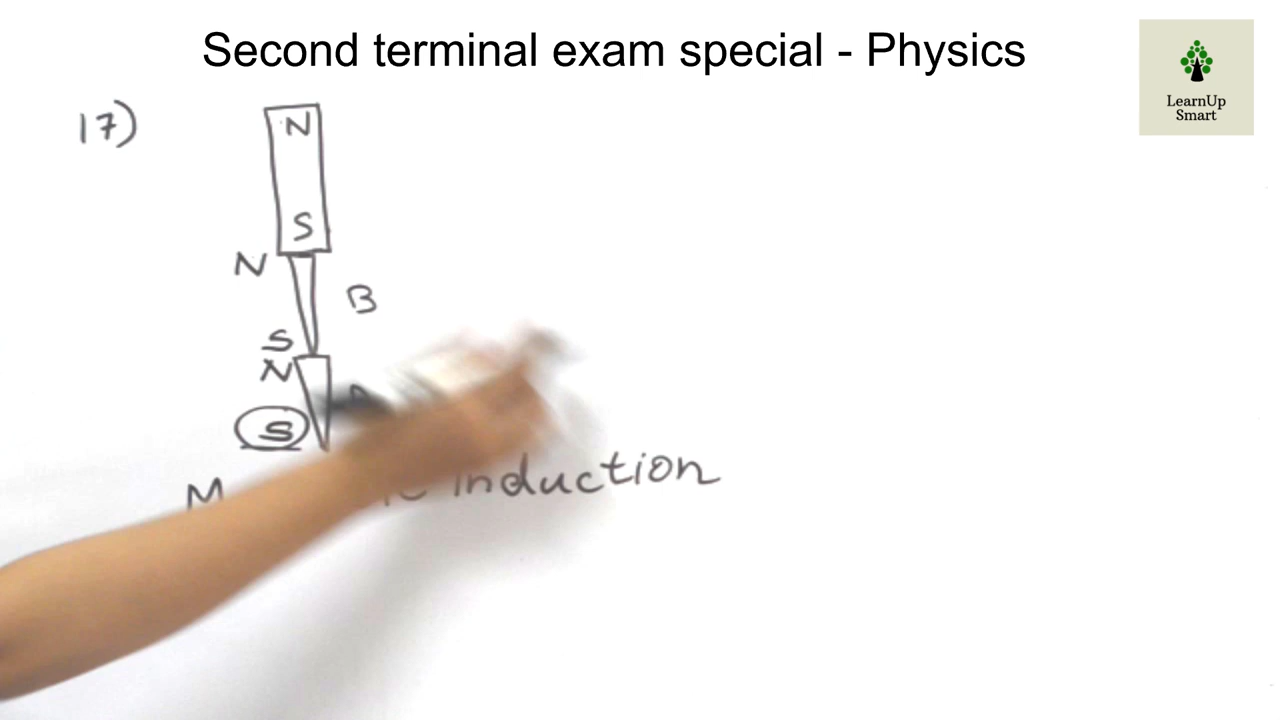 Second terminal exam special - Physics
LearnUp
Smart
17)
N
S
N
B
S
N
S
M induction